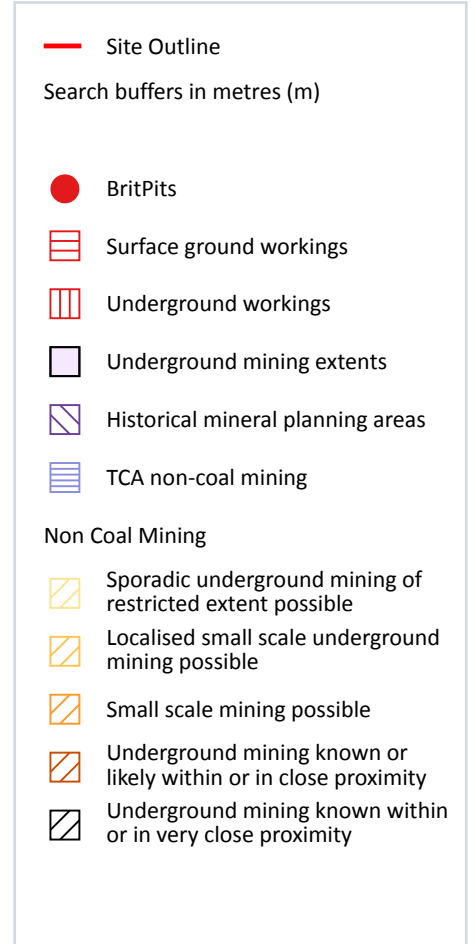 Site Outline
Search buffers in metres (m)
BritPits
Surface ground workings
Underground workings
Underground mining extents
Historical mineral planning areas
TCA non-coal mining
Non Coal Mining
Sporadic underground mining of
restricted extent possible
Localised small scale underground
mining possible
Small scale mining possible
Underground mining known or
likely within or in close proximity
Underground mining known within
or in very close proximity